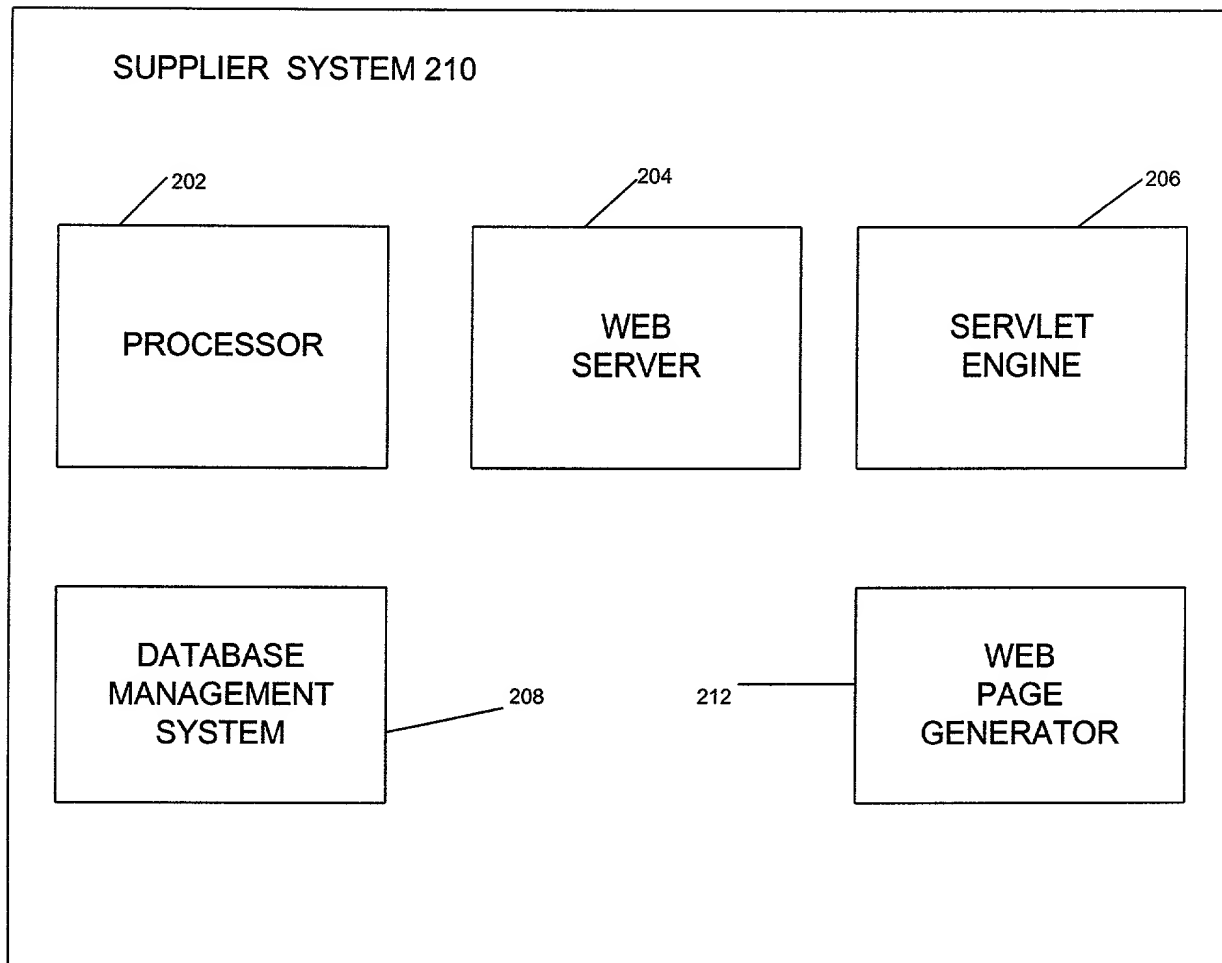 SUPPLIER SYSTEM 210
202
204
206
PROCESSOR
WEB
SERVER
SERVLET
ENGINE
DATABASE
MANAGEMENT
SYSTEM
208
212
WEB
PAGE
GENERATOR